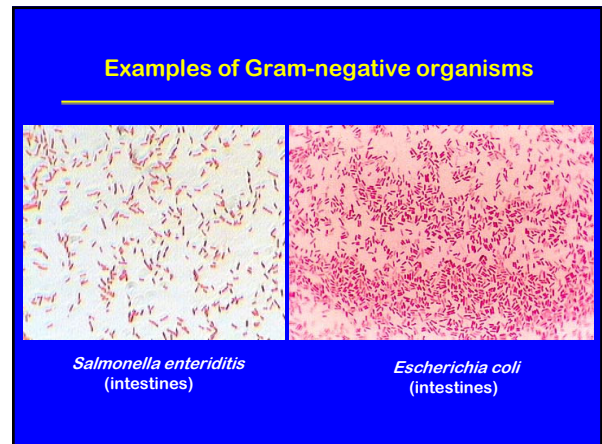 Examples of Gram-negative organisms
Salmonella enteriditis
(intestines)
Escherichia coli
(intestines)